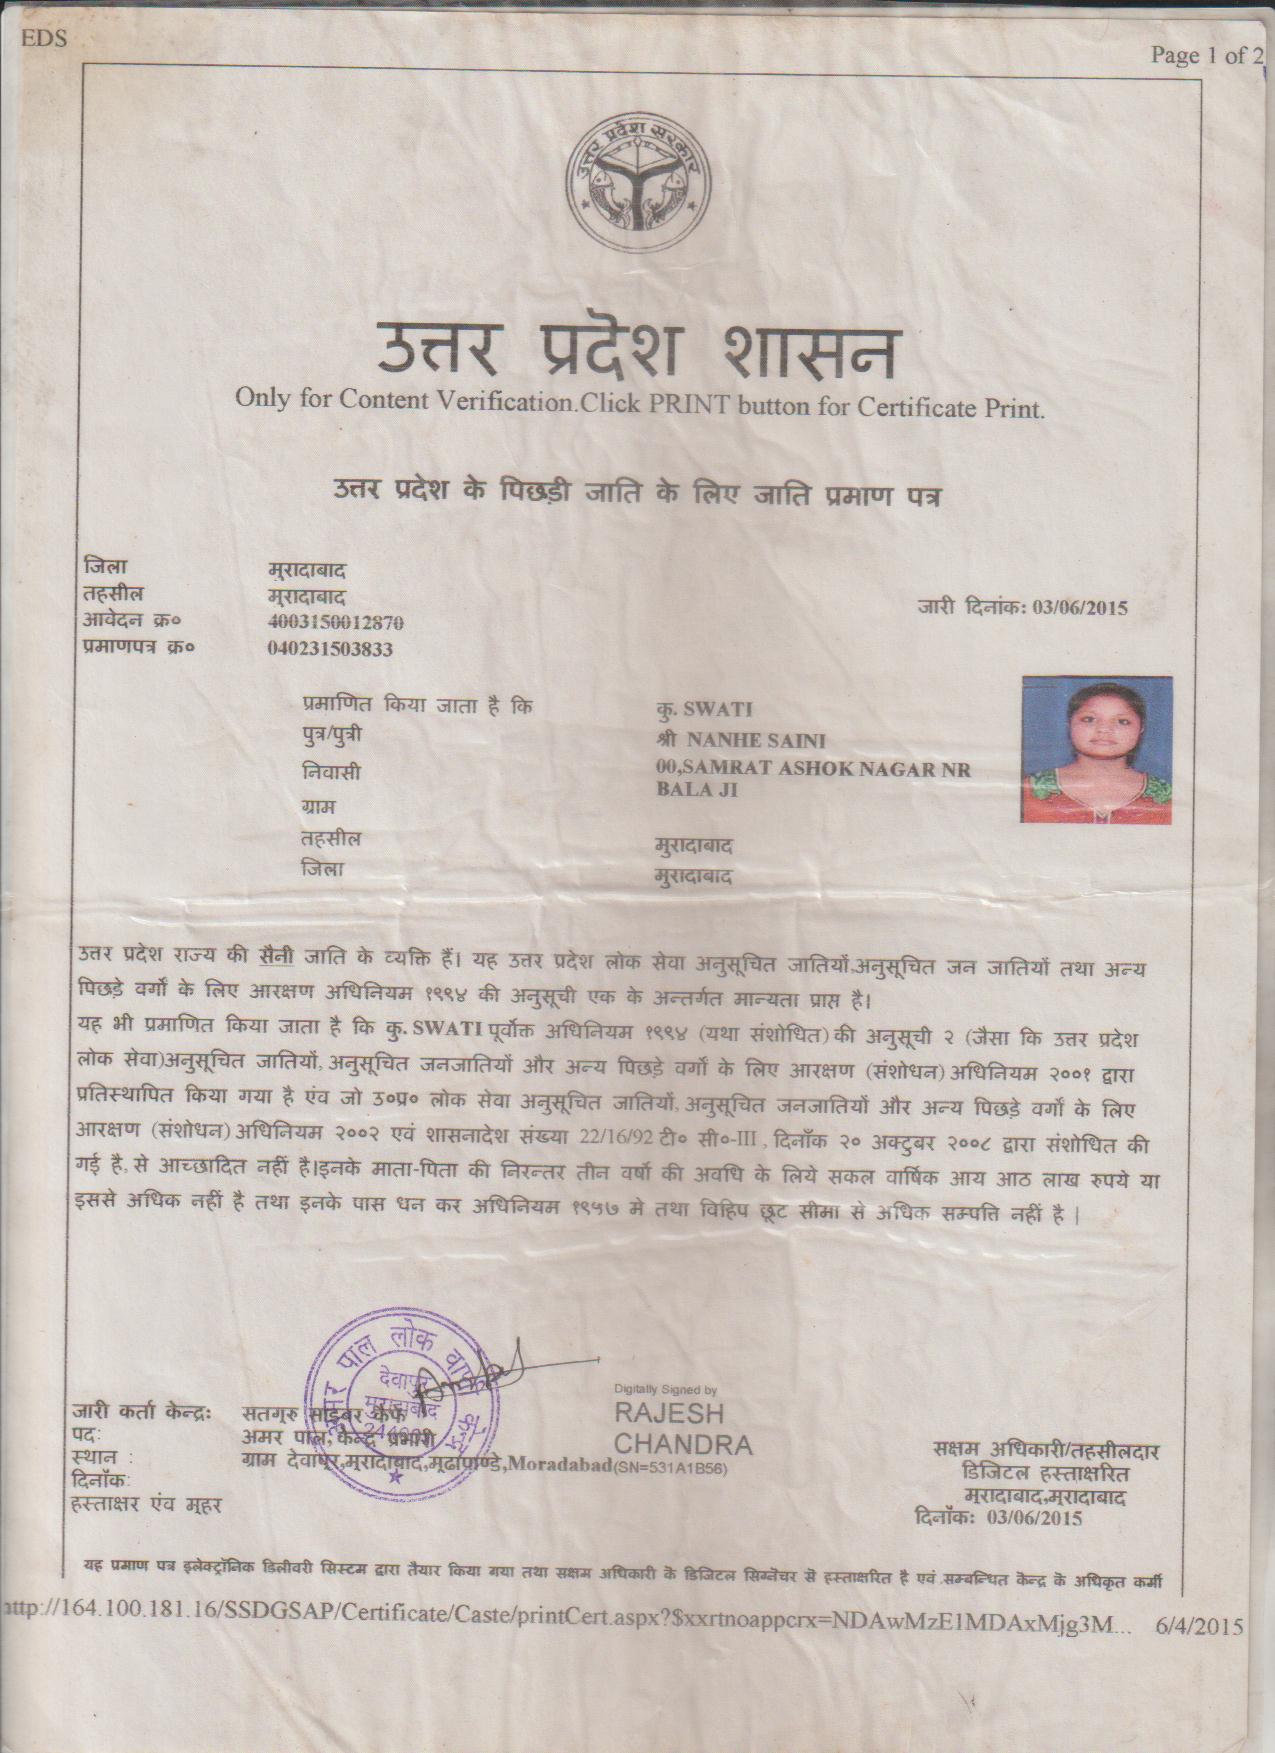 EDS
Page 1 of 2
उत्तर प्रदेश सरकार
उत्तर प्रदेश शासन
Only for Content Verification.Click PRINT button for Certificate Print.
उत्तर प्रदेश के पिछड़ी जाति के लिए जाति प्रमाण पत्र
जिला मुरादाबाद
तहसील मुरादाबाद
जारी दिनांक: 03/06/2015
आवेदन क्र० 4003150012870
प्रमाणपत्र क्र० 040231503833
प्रमाणित किया जाता है कि कु. SWATI
पुत्र/पुत्री श्री NANHE SAINI
निवासी 00,SAMRAT ASHOK NAGAR NR
BALA JI
ग्राम
तहसील मुरादाबाद
जिला मुरादाबाद
उत्तर प्रदेश राज्य की सैनी जाति के व्यक्ति हैं। यह उत्तर प्रदेश लोक सेवा अनुसूचित जातियों,अनुसूचित जन जातियों तथा अन्य
पिछड़े वर्गों के लिए आरक्षण अधिनियम १९९४ की अनुसूची एक के अन्तर्गत मान्यता प्राप्त है।
यह भी प्रमाणित किया जाता है कि कु. SWATI पूर्वोक्त अधिनियम १९९४ (यथा संशोधित) की अनुसूची २ (जैसा कि उत्तर प्रदेश
लोक सेवा)अनुसूचित जातियों, अनुसूचित जनजातियों और अन्य पिछड़े वर्गों के लिए आरक्षण (संशोधन) अधिनियम २००१ द्वारा
प्रतिस्थापित किया गया है एंव जो उ०प्र० लोक सेवा अनुसूचित जातियों, अनुसूचित जनजातियों और अन्य पिछड़े वर्गों के लिए
आरक्षण (संशोधन) अधिनियम २००२ एवं शासनादेश संख्या 22/16/92 टी० सी०-III , दिनाँक २० अक्टुबर २००८ द्वारा संशोधित की
गई है, से आच्छादित नहीं है।इनके माता-पिता की निरन्तर तीन वर्षो की अवधि के लिये सकल वार्षिक आय आठ लाख रुपये या
इससे अधिक नहीं है तथा इनके पास धन कर अधिनियम १९५७ मे तथा विहिप छूट सीमा से अधिक सम्पत्ति नहीं है |
अमर पाल लोक वाणी केन्द्र
देवापुर
मुरादाबाद
Digitally Signed by
RAJESH
CHANDRA
(SN=531A1B56)
जारी कर्ता केन्द्र: सतगुरु साइबर कैफे
पद: अमर पाल, केन्द्र प्रभारी
स्थान : ग्राम देवापुर,मुरादाबाद,मूढापाण्डे,Moradabad
दिनाँक:
हस्ताक्षर एंव मुहर
सक्षम अधिकारी/तहसीलदार
डिजिटल हस्ताक्षरित
मुरादाबाद,मुरादाबाद
दिनाँक: 03/06/2015
यह प्रमाण पत्र इलेक्ट्रॉनिक डिलीवरी सिस्टम द्वारा तैयार किया गया तथा सक्षम अधिकारी के डिजिटल सिग्नेचर से हस्ताक्षरित है एवं सम्बन्धित केन्द्र के अधिकृत कर्मी
http://164.100.181.16/SSDGSAP/Certificate/Caste/printCert.aspx?$xxrtnoappcrx=NDAwMzE1MDAxMjg3M... 6/4/2015